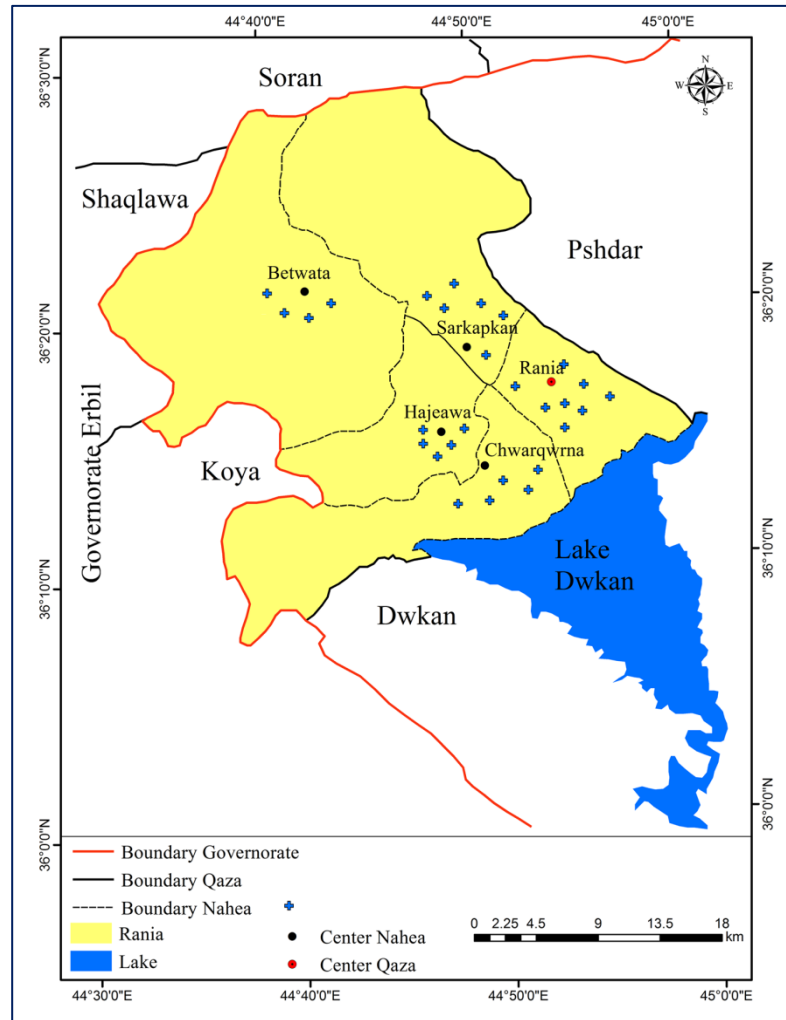 44°40'0"E 44°50'0"E 45°0'0"E
36°30'0"N
Soran
N
W E
S
Shaqlawa
Pshdar
Betwata
36°20'0"N
36°20'0"N
Sarkapkan
Rania
Hajeawa
Chwarqwrna
Koya
Governorate Erbil
Lake
Dwkan
36°10'0"N
36°10'0"N
Dwkan
36°0'0"N
36°0'0"N
Boundary Governorate
Boundary Qaza
Boundary Nahea
Rania
Lake
Center Nahea
Center Qaza
0 2.25 4.5 9 13.5 18
km
44°30'0"E 44°40'0"E 44°50'0"E 45°0'0"E